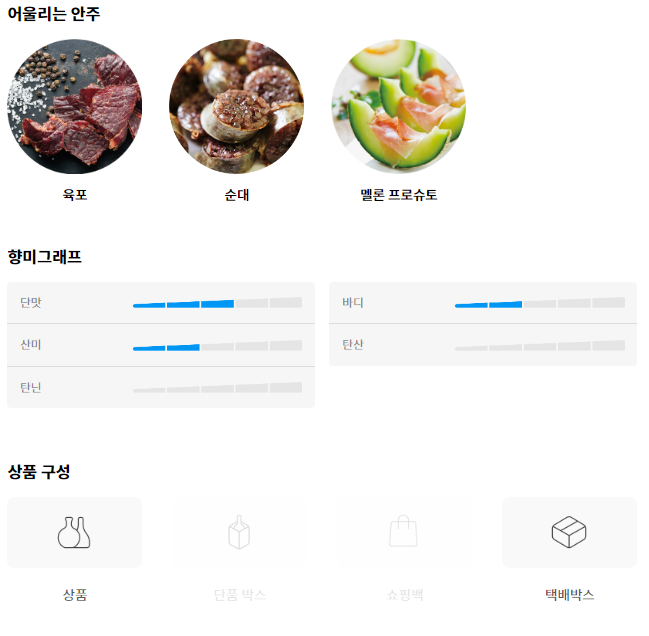 어울리는 안주
육포
순대
멜론 프로슈토
향미그래프
단맛
바디
산미
탄산
탄닌
상품 구성
상품
단품 박스
쇼핑백
택배박스